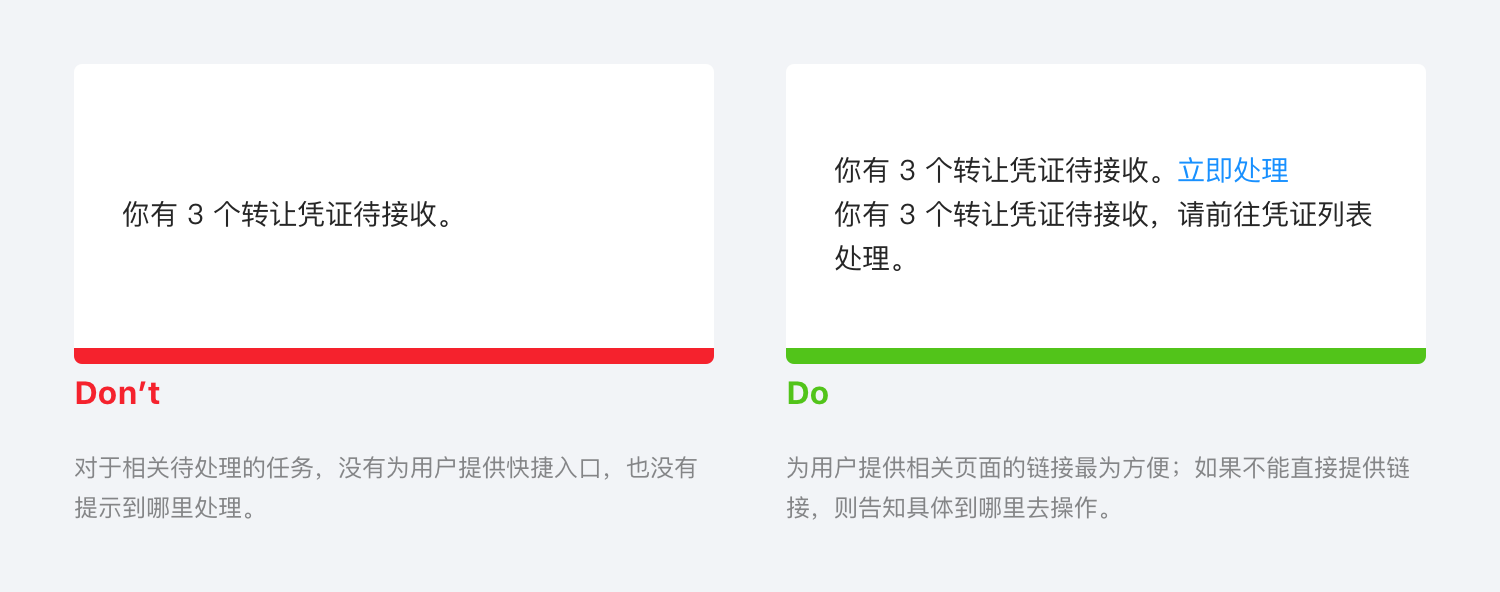 你有 3 个转让凭证待接收。
Don’t
对于相关待处理的任务，没有为用户提供快捷入口，也没有
提示到哪里处理。
你有 3 个转让凭证待接收。立即处理
你有 3 个转让凭证待接收，请前往凭证列表
处理。
Do
为用户提供相关页面的链接最为方便；如果不能直接提供链
接，则告知具体到哪里去操作。